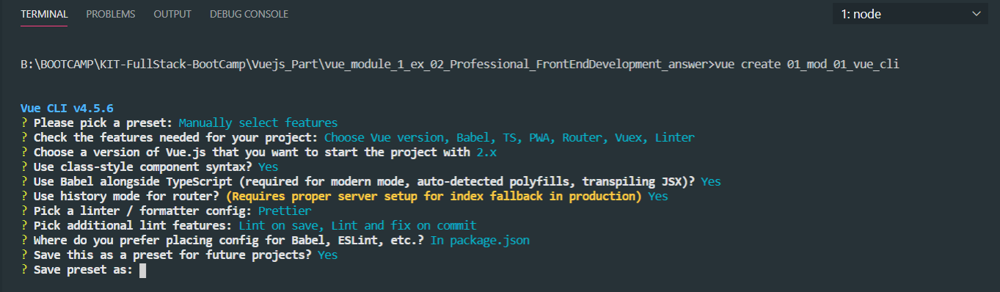 TERMINAL PROBLEMS OUTPUT DEBUG CONSOLE 1: node
B:\BOOTCAMP\KIT-FullStack-BootCamp\Vuejs_Part\vue_module_1_ex_02_Professional_FrontEndDevelopment_answer>vue create 01_mod_01_vue_cli
Vue CLI v4.5.6
? Please pick a preset: Manually select features
? Check the features needed for your project: Choose Vue version, Babel, TS, PWA, Router, Vuex, Linter
? Choose a version of Vue.js that you want to start the project with 2.x
? Use class-style component syntax? Yes
? Use Babel alongside TypeScript (required for modern mode, auto-detected polyfills, transpiling JSX)? Yes
? Use history mode for router? (Requires proper server setup for index fallback in production) Yes
? Pick a linter / formatter config: Prettier
? Pick additional lint features: Lint on save, Lint and fix on commit
? Where do you prefer placing config for Babel, ESLint, etc.? In package.json
? Save this as a preset for future projects? Yes
? Save preset as: